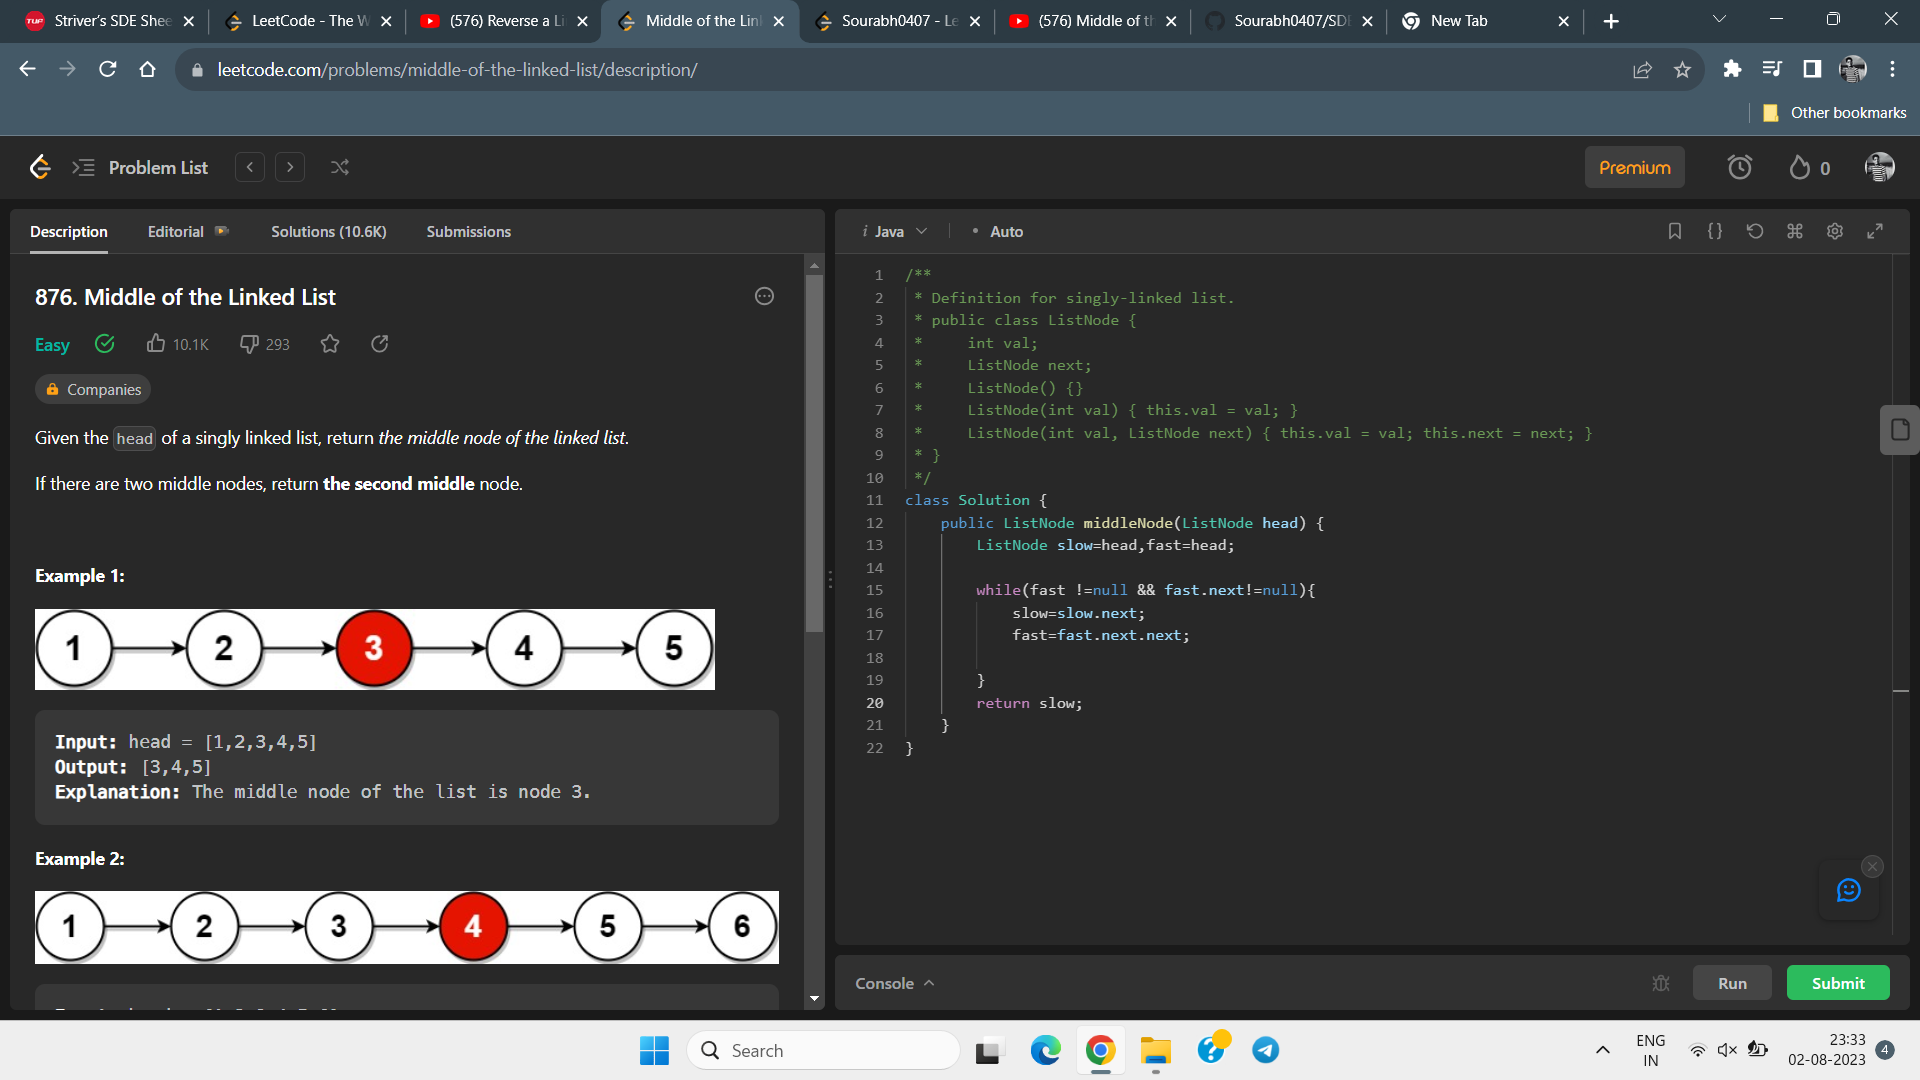 TUF Striver's SDE Shee
LeetCode - The W
(576) Reverse a Li
Middle of the Link
Sourabh0407 - Le
(576) Middle of th
Sourabh0407/SDE
New Tab
leetcode.com/problems/middle-of-the-linked-list/description/
Other bookmarks
Problem List
Premium
0
Description
Editorial
Solutions (10.6K)
Submissions
876. Middle of the Linked List
Easy
10.1K
293
Companies
Given the head of a singly linked list, return the middle node of the linked list.
If there are two middle nodes, return the second middle node.
Example 1:
1 2 3 4 5
Input: head = [1,2,3,4,5]
Output: [3,4,5]
Explanation: The middle node of the list is node 3.
Example 2:
1 2 3 4 5 6
i Java
• Auto
1 /**
2 * Definition for singly-linked list.
3 * public class ListNode {
4 *     int val;
5 *     ListNode next;
6 *     ListNode() {}
7 *     ListNode(int val) { this.val = val; }
8 *     ListNode(int val, ListNode next) { this.val = val; this.next = next; }
9 * }
10 */
11 class Solution {
12     public ListNode middleNode(ListNode head) {
13         ListNode slow=head,fast=head;
14
15         while(fast !=null && fast.next!=null){
16             slow=slow.next;
17             fast=fast.next.next;
18
19         }
20         return slow;
21     }
22 }
Console
Run
Submit
Search
ENG
IN
23:33
02-08-2023
4